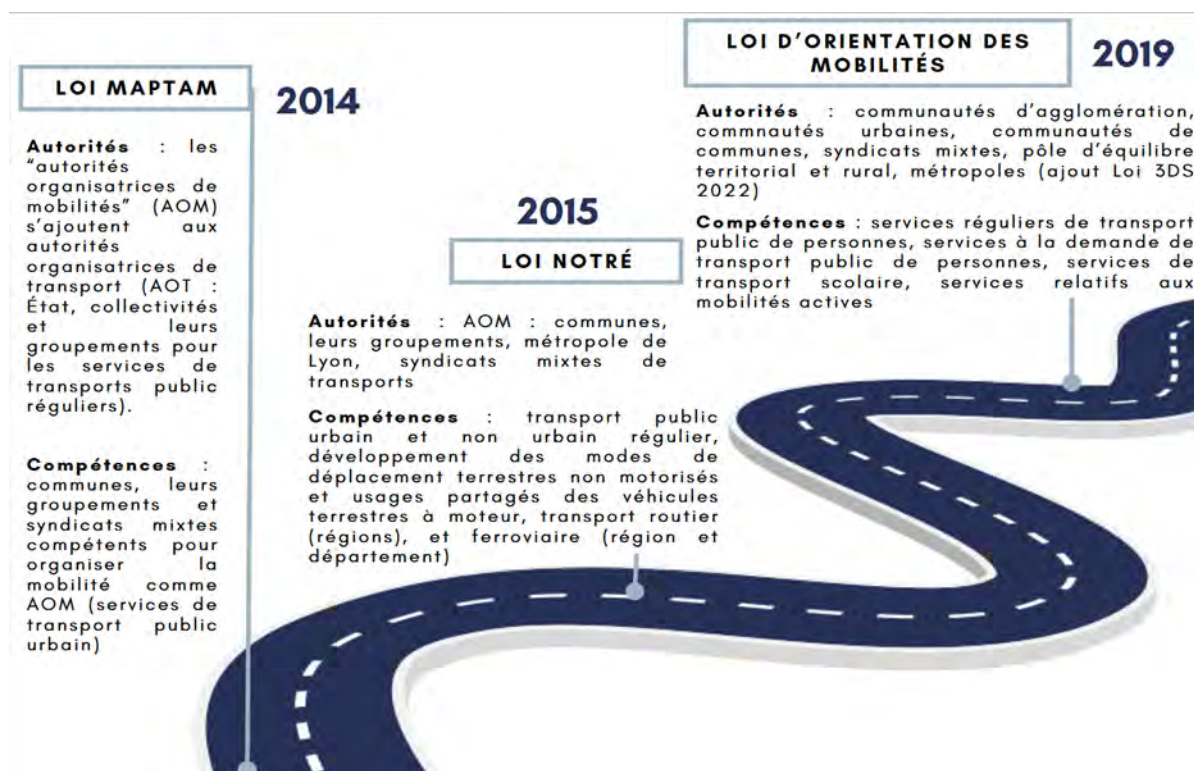 LOI MAPTAM
2014
Autorités : les
“autorités
organisatrices de
mobilités” (AOM)
s’ajoutent aux
autorités
organisatrices de
transport (AOT :
État, collectivités
et leurs
groupements pour
les services de
transports public
réguliers).
Compétences :
communes, leurs
groupements et
syndicats mixtes
compétents pour
organiser la
mobilité comme
AOM (services de
transport public
urbain)
2015
LOI NOTRÉ
Autorités : AOM : communes,
leurs groupements, métropole de
Lyon, syndicats mixtes de
transports
Compétences : transport public
urbain et non urbain régulier,
développement des modes de
déplacement terrestres non motorisés
et usages partagés des véhicules
terrestres à moteur, transport routier
(régions), et ferroviaire (région et
département)
LOI D’ORIENTATION DES
MOBILITÉS
2019
Autorités : communautés d’agglomération,
commnautés urbaines, communautés de
communes, syndicats mixtes, pôle d’équilibre
territorial et rural, métropoles (ajout Loi 3DS
2022)
Compétences : services réguliers de transport
public de personnes, services à la demande de
transport public de personnes, services de
transport scolaire, services relatifs aux
mobilités actives